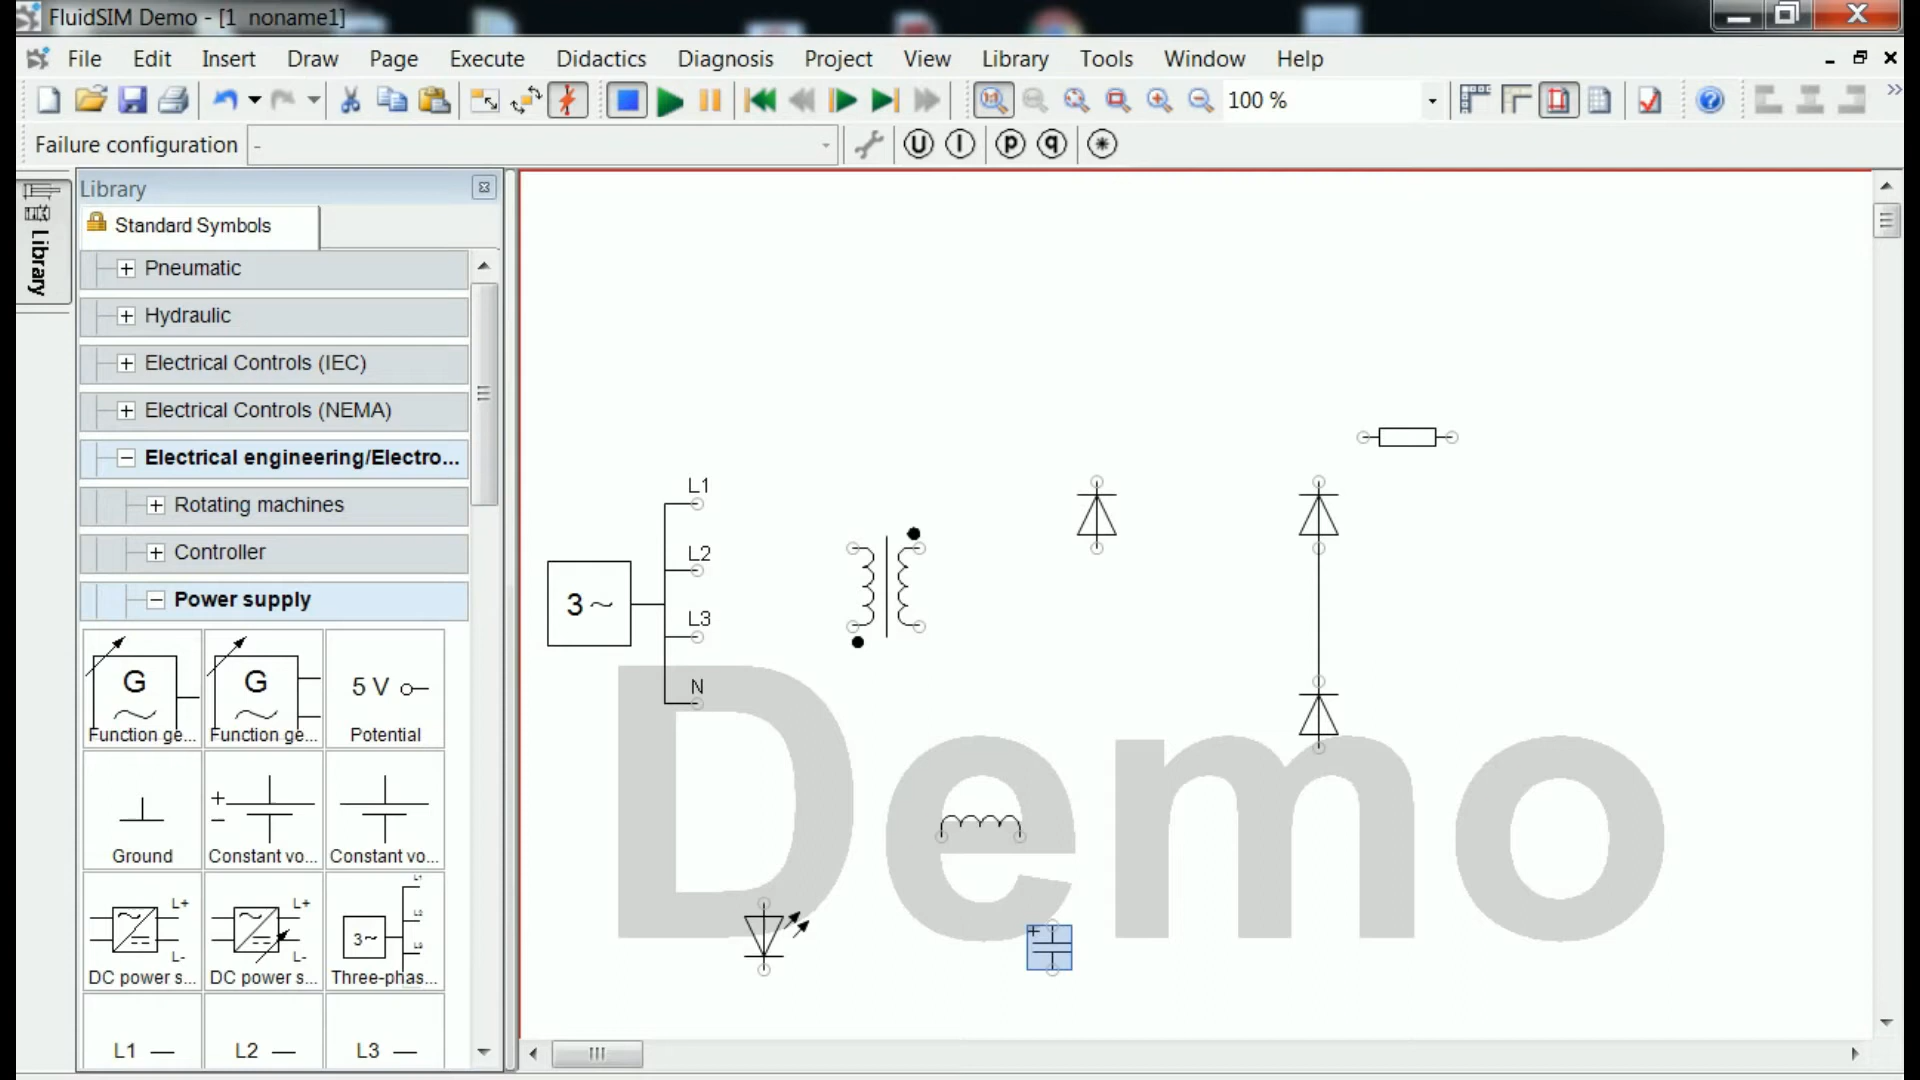 FluidSIM Demo - [1 noname1]
File Edit Insert Draw Page Execute Didactics Diagnosis Project View Library Tools Window Help
100 %
Failure configuration -
U I p q
Library
Standard Symbols
Library
Pneumatic
Hydraulic
Electrical Controls (IEC)
Electrical Controls (NEMA)
Electrical engineering/Electro...
Rotating machines
Controller
Power supply
G
Function ge...
G
Function ge...
5 V
Potential
Ground
+
−
Constant vo...
Constant vo...
L+
L-
DC power s...
L+
L-
DC power s...
3~
Three-phas...
L1
L2
L3
3~
L1
L2
L3
N
+
Demo